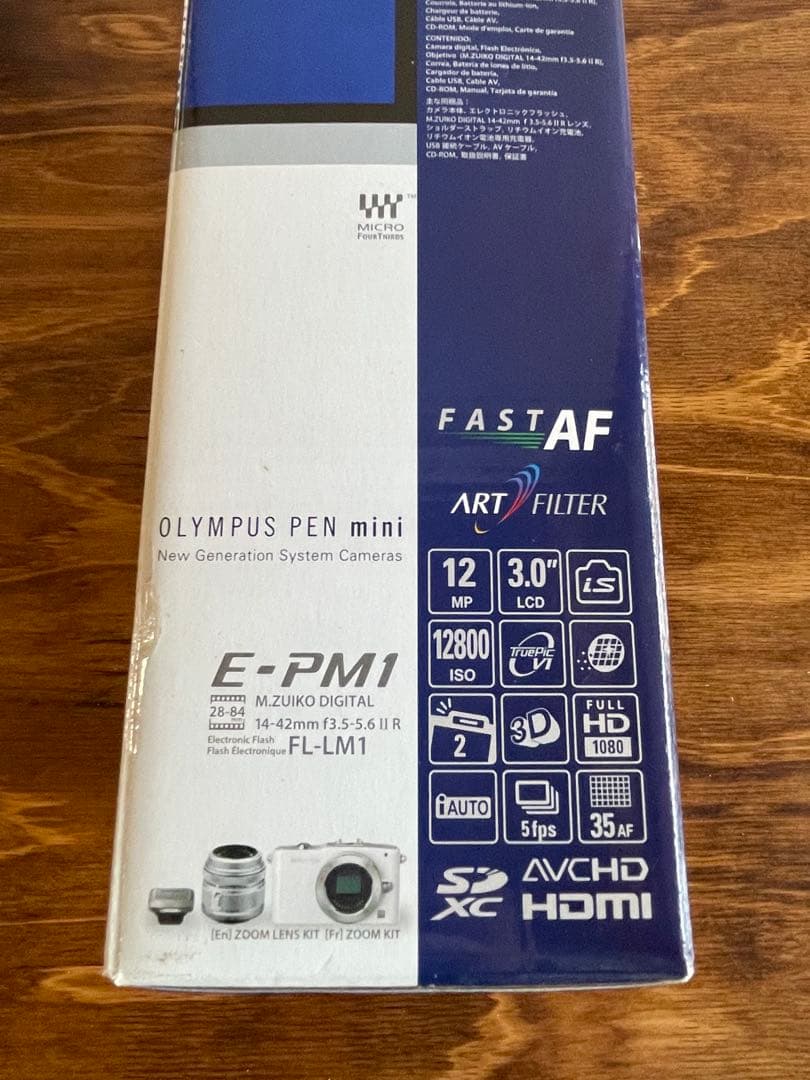 Courroie, Batterie au lithium-ion,
Chargeur de batterie,
Câble USB, Câble AV,
CD-ROM, Mode d'emploi, Carte de garantie
CONTENIDO:
Cámara digital, Flash Electrónico,
Objetivo (M.ZUIKO DIGITAL 14-42mm f3.5-5.6 II R),
Correa, Batería de iones de litio,
Cargador de batería,
Cable USB, Cable AV,
CD-ROM, Manual, Tarjeta de garantía
主な同梱品:
カメラ本体、エレクトロニックフラッシュ、
M.ZUIKO DIGITAL 14-42mm f 3.5-5.6 II R レンズ、
ショルダーストラップ、リチウムイオン充電池、
リチウムイオン電池専用充電器、
USB 接続ケーブル、AV ケーブル、
CD-ROM、取扱説明書、保証書
TM
MICRO
FOURTHIRDS
OLYMPUS PEN mini
New Generation System Cameras
E-PM1
28-84
M.ZUIKO DIGITAL
14-42mm f3.5-5.6 II R
Electronic Flash
Flash Électronique FL-LM1
[En] ZOOM LENS KIT [Fr] ZOOM KIT
FAST AF
ART FILTER
12 MP
3.0" LCD
iS
12800 ISO
TruePic VI
2
3D
FULL HD 1080
iAUTO
5fps
35 AF
SD XC
AVCHD
HDMI